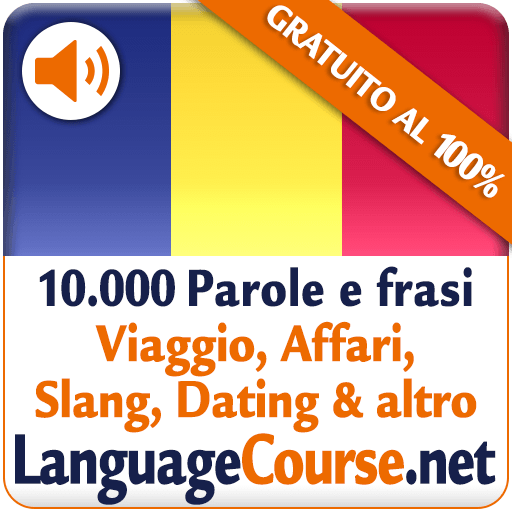 GRATUITO AL 100%
10.000 Parole e frasi
Viaggio, Affari,
Slang, Dating & altro
LanguageCourse.net